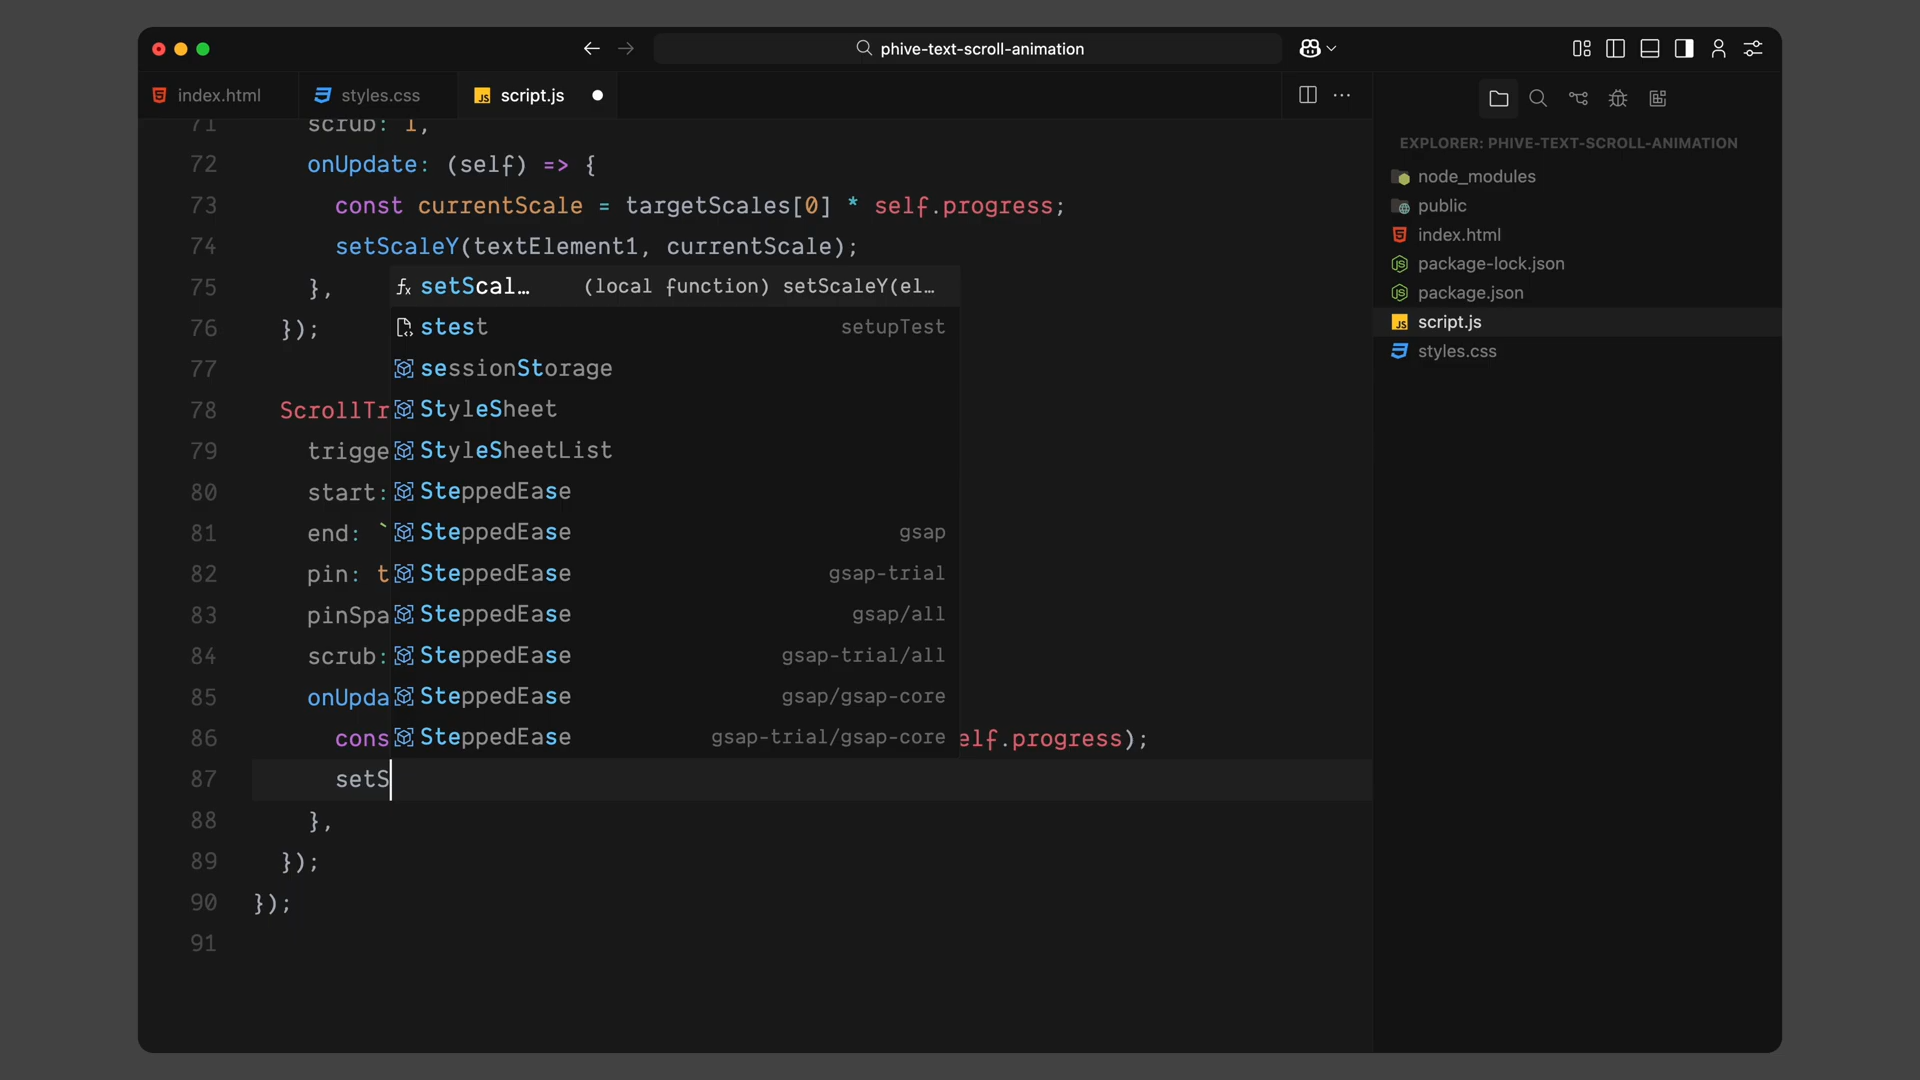 phive-text-scroll-animation
index.html
styles.css
script.js
71 scrub: 1,
72 onUpdate: (self) => {
73 const currentScale = targetScales[0] * self.progress;
74 setScaleY(textElement1, currentScale);
75 },
76 });
77
78 ScrollTr
79 trigge
80 start:
81 end: `
82 pin: t
83 pinSpa
84 scrub:
85 onUpda
86 cons elf.progress);
87 setS
88 },
89 });
90 });
91
setScal… (local function) setScaleY(el…
stest setupTest
sessionStorage
StyleSheet
StyleSheetList
SteppedEase
SteppedEase gsap
SteppedEase gsap-trial
SteppedEase gsap/all
SteppedEase gsap-trial/all
SteppedEase gsap/gsap-core
SteppedEase gsap-trial/gsap-core
EXPLORER: PHIVE-TEXT-SCROLL-ANIMATION
node_modules
public
index.html
package-lock.json
package.json
script.js
styles.css